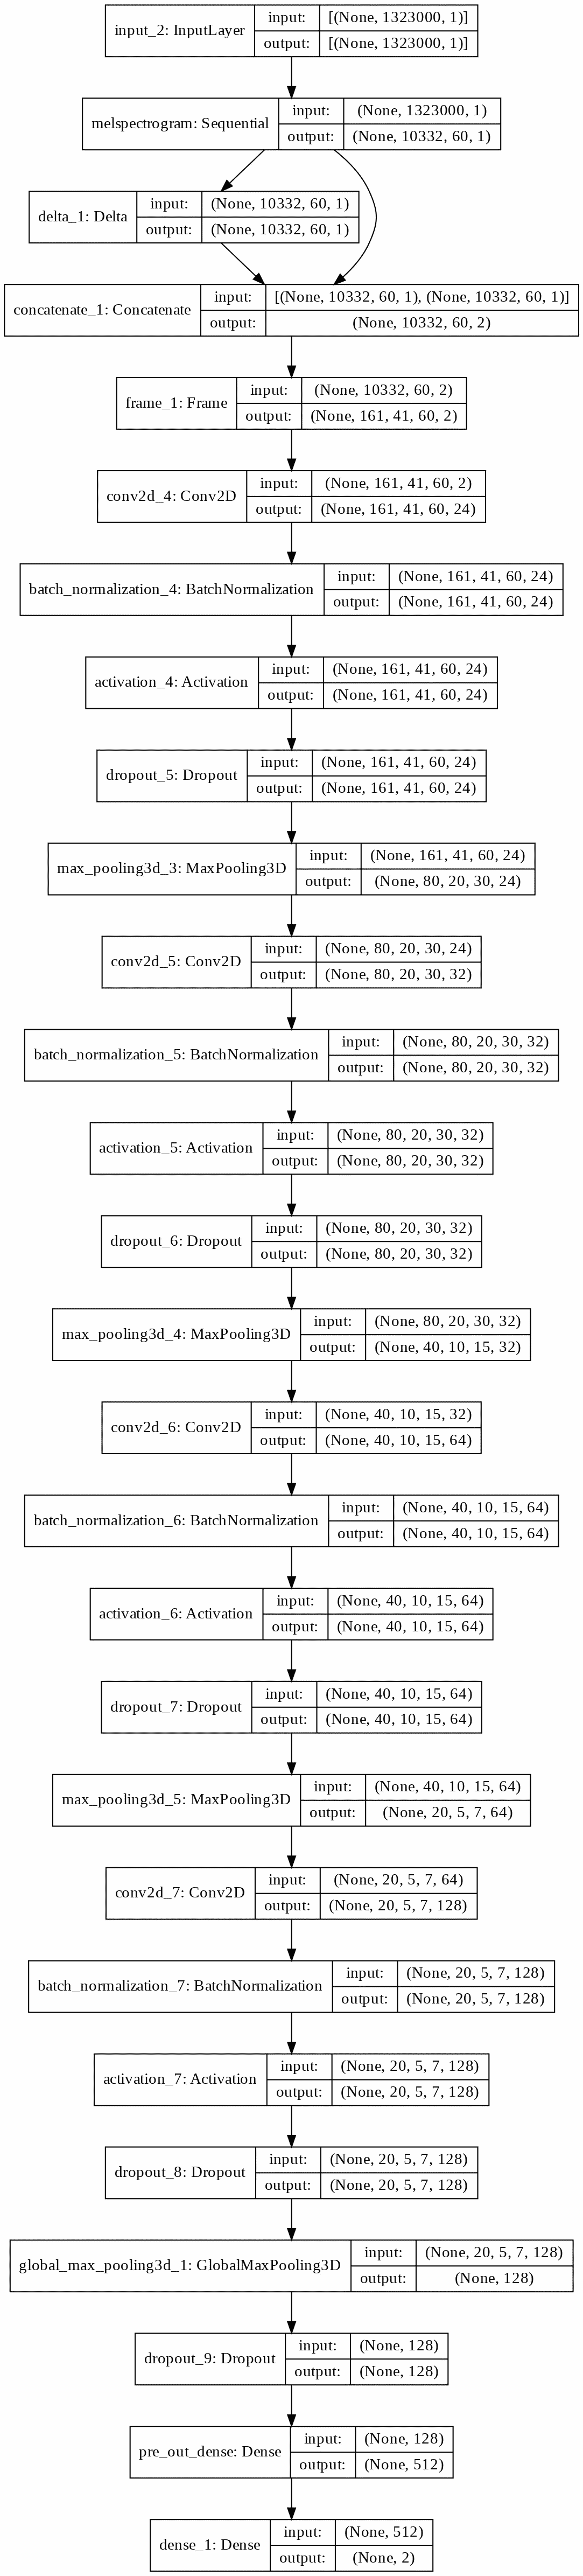 input_2: InputLayer
input: [(None, 1323000, 1)]
output: [(None, 1323000, 1)]
melspectrogram: Sequential
input: (None, 1323000, 1)
output: (None, 10332, 60, 1)
delta_1: Delta
input: (None, 10332, 60, 1)
output: (None, 10332, 60, 1)
concatenate_1: Concatenate
input: [(None, 10332, 60, 1), (None, 10332, 60, 1)]
output: (None, 10332, 60, 2)
frame_1: Frame
input: (None, 10332, 60, 2)
output: (None, 161, 41, 60, 2)
conv2d_4: Conv2D
input: (None, 161, 41, 60, 2)
output: (None, 161, 41, 60, 24)
batch_normalization_4: BatchNormalization
input: (None, 161, 41, 60, 24)
output: (None, 161, 41, 60, 24)
activation_4: Activation
input: (None, 161, 41, 60, 24)
output: (None, 161, 41, 60, 24)
dropout_5: Dropout
input: (None, 161, 41, 60, 24)
output: (None, 161, 41, 60, 24)
max_pooling3d_3: MaxPooling3D
input: (None, 161, 41, 60, 24)
output: (None, 80, 20, 30, 24)
conv2d_5: Conv2D
input: (None, 80, 20, 30, 24)
output: (None, 80, 20, 30, 32)
batch_normalization_5: BatchNormalization
input: (None, 80, 20, 30, 32)
output: (None, 80, 20, 30, 32)
activation_5: Activation
input: (None, 80, 20, 30, 32)
output: (None, 80, 20, 30, 32)
dropout_6: Dropout
input: (None, 80, 20, 30, 32)
output: (None, 80, 20, 30, 32)
max_pooling3d_4: MaxPooling3D
input: (None, 80, 20, 30, 32)
output: (None, 40, 10, 15, 32)
conv2d_6: Conv2D
input: (None, 40, 10, 15, 32)
output: (None, 40, 10, 15, 64)
batch_normalization_6: BatchNormalization
input: (None, 40, 10, 15, 64)
output: (None, 40, 10, 15, 64)
activation_6: Activation
input: (None, 40, 10, 15, 64)
output: (None, 40, 10, 15, 64)
dropout_7: Dropout
input: (None, 40, 10, 15, 64)
output: (None, 40, 10, 15, 64)
max_pooling3d_5: MaxPooling3D
input: (None, 40, 10, 15, 64)
output: (None, 20, 5, 7, 64)
conv2d_7: Conv2D
input: (None, 20, 5, 7, 64)
output: (None, 20, 5, 7, 128)
batch_normalization_7: BatchNormalization
input: (None, 20, 5, 7, 128)
output: (None, 20, 5, 7, 128)
activation_7: Activation
input: (None, 20, 5, 7, 128)
output: (None, 20, 5, 7, 128)
dropout_8: Dropout
input: (None, 20, 5, 7, 128)
output: (None, 20, 5, 7, 128)
global_max_pooling3d_1: GlobalMaxPooling3D
input: (None, 20, 5, 7, 128)
output: (None, 128)
dropout_9: Dropout
input: (None, 128)
output: (None, 128)
pre_out_dense: Dense
input: (None, 128)
output: (None, 512)
dense_1: Dense
input: (None, 512)
output: (None, 2)